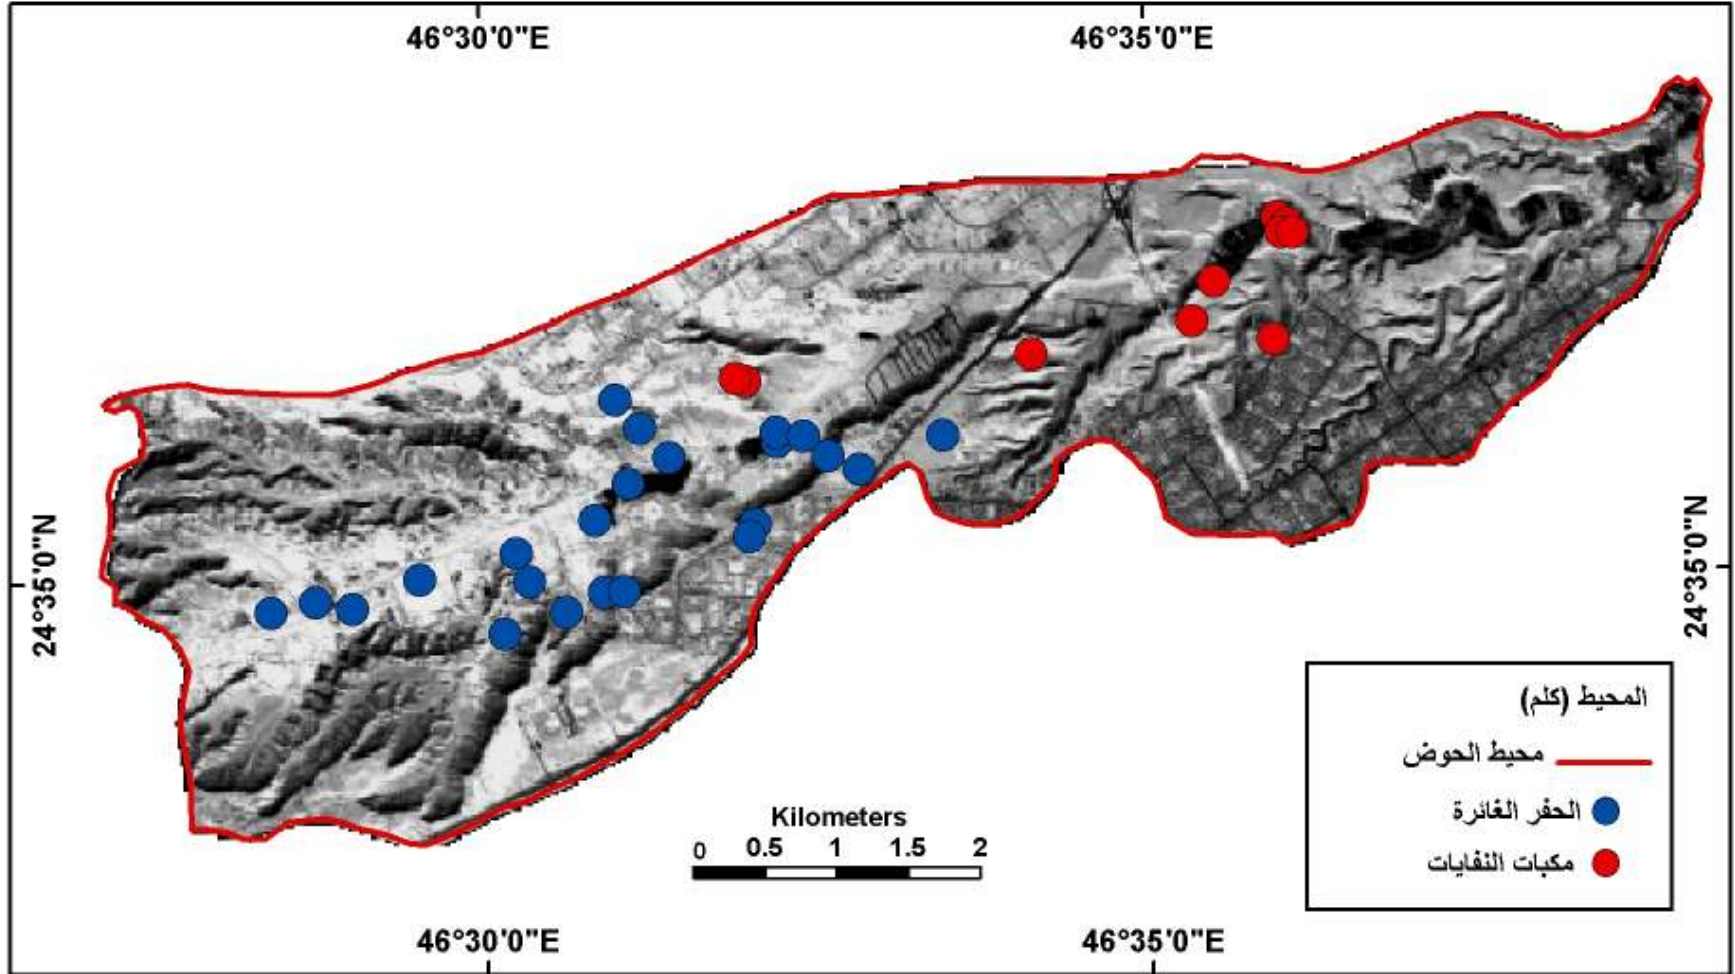 46°30'0"E
46°35'0"E
24°35'0"N
24°35'0"N
المحيط (كلم)
محيط الحوض
الحفر الغائرة
مكبات النفايات
Kilometers
0 0.5 1 1.5 2
46°30'0"E
46°35'0"E